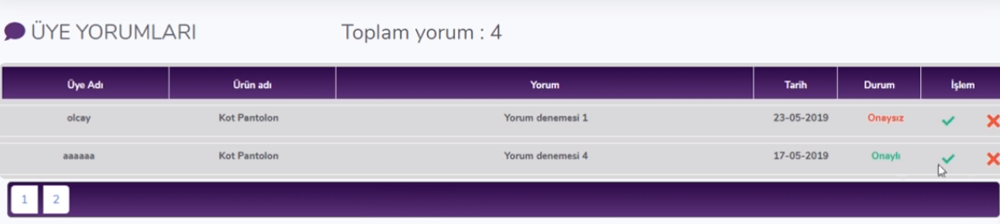 ÜYE YORUMLARI Toplam yorum : 4
Üye Adı Ürün adı Yorum Tarih Durum İşlem
olcay Kot Pantolon Yorum denemesi 1 23-05-2019 Onaysız
aaaaaa Kot Pantolon Yorum denemesi 4 17-05-2019 Onaylı
1 2